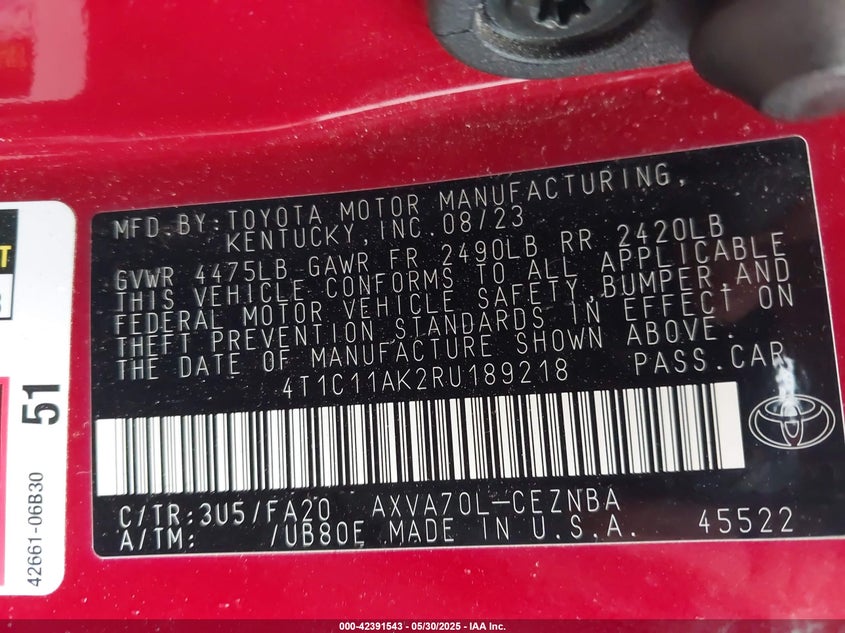 MFD.BY:TOYOTA MOTOR MANUFACTURING,
KENTUCKY,INC.08/23
GVWR 4475LB GAWR FR 2490LB RR 2420LB
THIS VEHICLE CONFORMS TO ALL APPLICABLE
FEDERAL MOTOR VEHICLE SAFETY,BUMPER,AND
THEFT PREVENTION STANDARDS IN EFFECT ON
THE DATE OF MANUFACTURE SHOWN ABOVE.
4T1C11AK2RU189218 PASS.CAR
C/TR:3U5/FA20 AXVA70L-CEZNBA
A/TM: /UB80E MADE IN U.S.A. 45522
51
42661-06B30
000-42391543 - 05/30/2025 - IAA Inc.